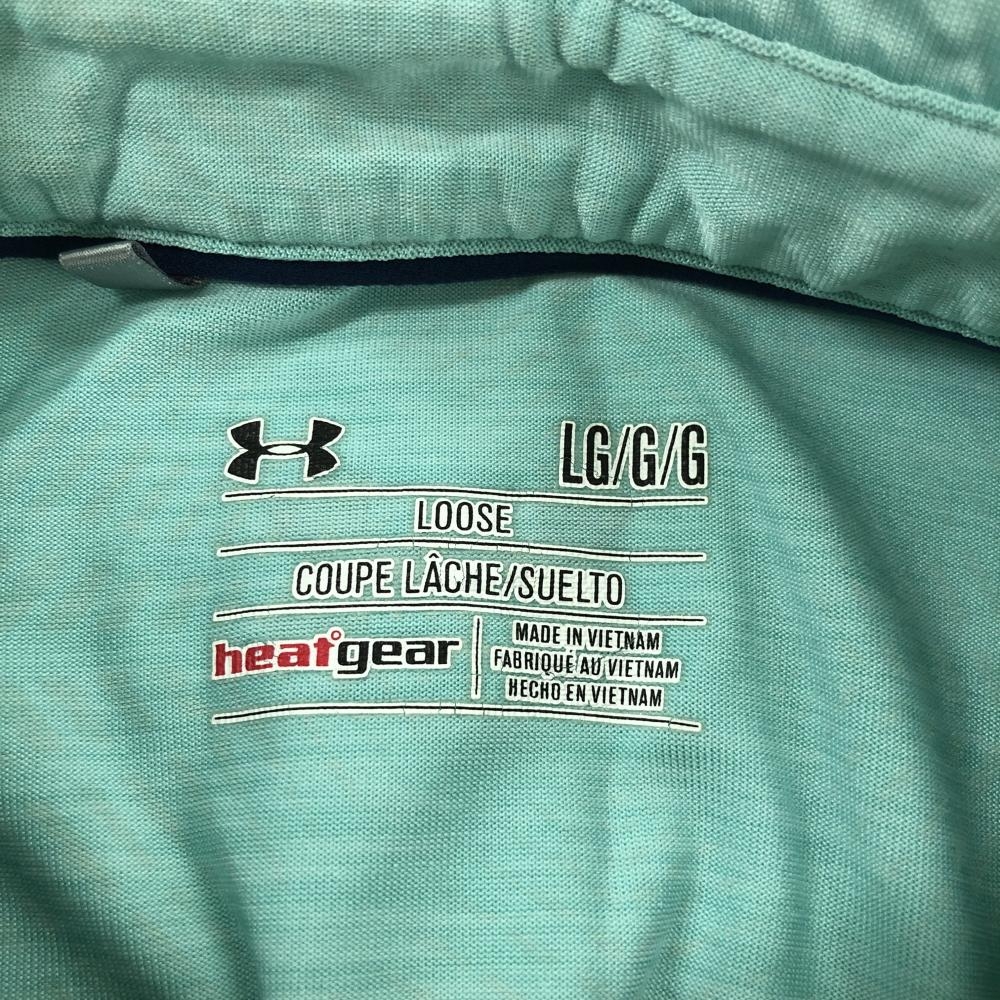 LG/G/G
LOOSE
COUPE LÂCHE/SUELTO
heatgear
MADE IN VIETNAM
FABRIQUÉ AU VIETNAM
HECHO EN VIETNAM